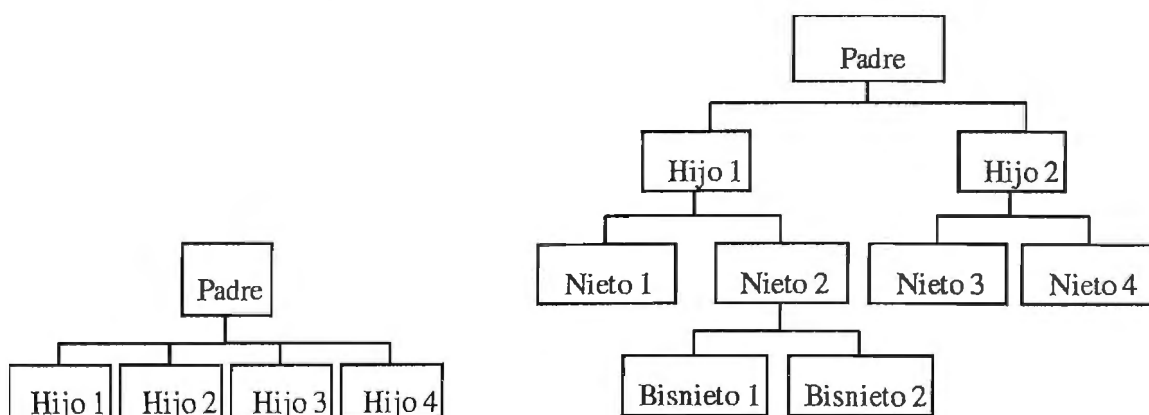 Padre
Hijo 1 Hijo 2 Hijo 3 Hijo 4
Padre
Hijo 1 Hijo 2
Nieto 1 Nieto 2 Nieto 3 Nieto 4
Bisnieto 1 Bisnieto 2